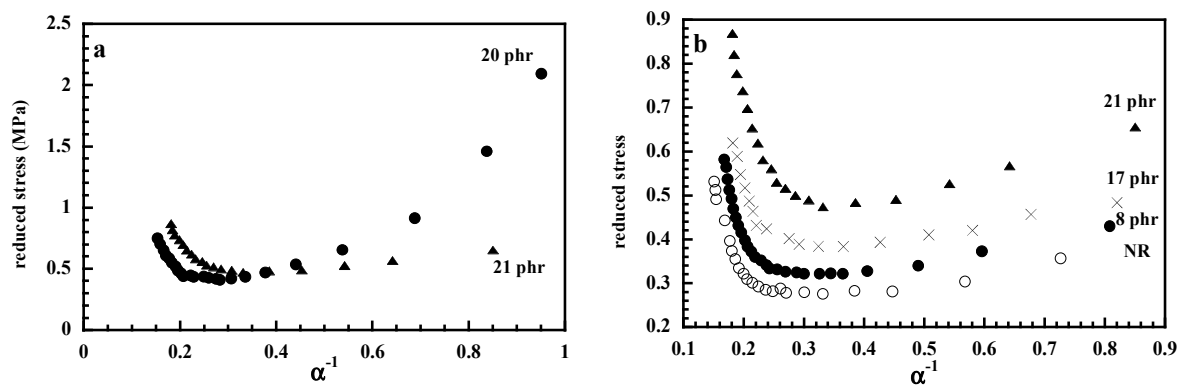 a
20 phr
21 phr
reduced stress (MPa)
2.5
2
1.5
1
0.5
0
0 0.2 0.4 0.6 0.8 1
α⁻¹
b
21 phr
17 phr
8 phr
NR
reduced stress
0.9
0.8
0.7
0.6
0.5
0.4
0.3
0.2
0.1 0.2 0.3 0.4 0.5 0.6 0.7 0.8 0.9
α⁻¹